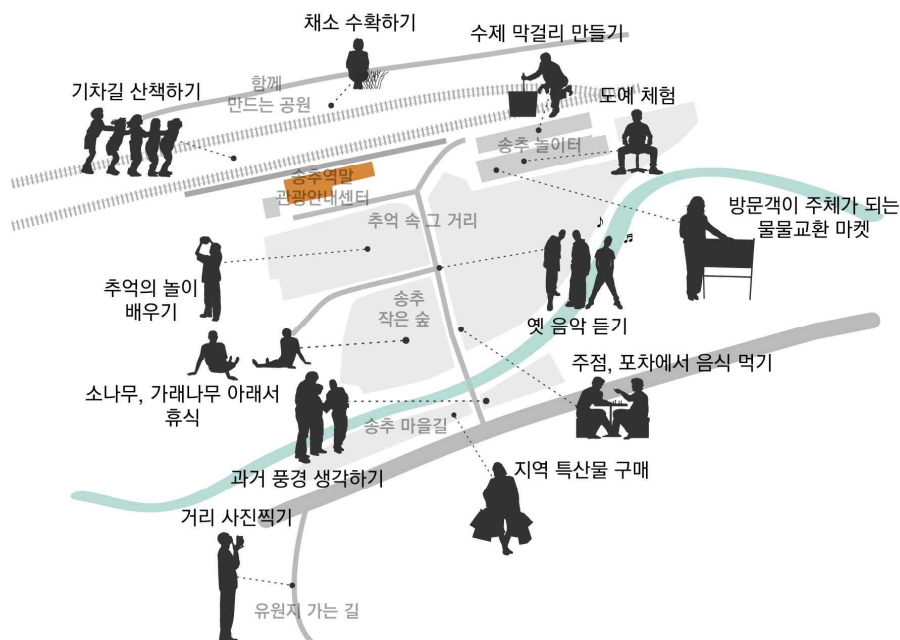 채소 수확하기
수제 막걸리 만들기
기차길 산책하기
함께
만드는 공원
도예 체험
송추 놀이터
송추역말
관광안내센터
추억 속 그 거리
방문객이 주체가 되는
물물교환 마켓
추억의 놀이
배우기
송추
작은 숲
옛 음악 듣기
주점, 포차에서 음식 먹기
소나무, 가래나무 아래서
휴식
송추 마을길
과거 풍경 생각하기
지역 특산물 구매
거리 사진찍기
유원지 가는 길